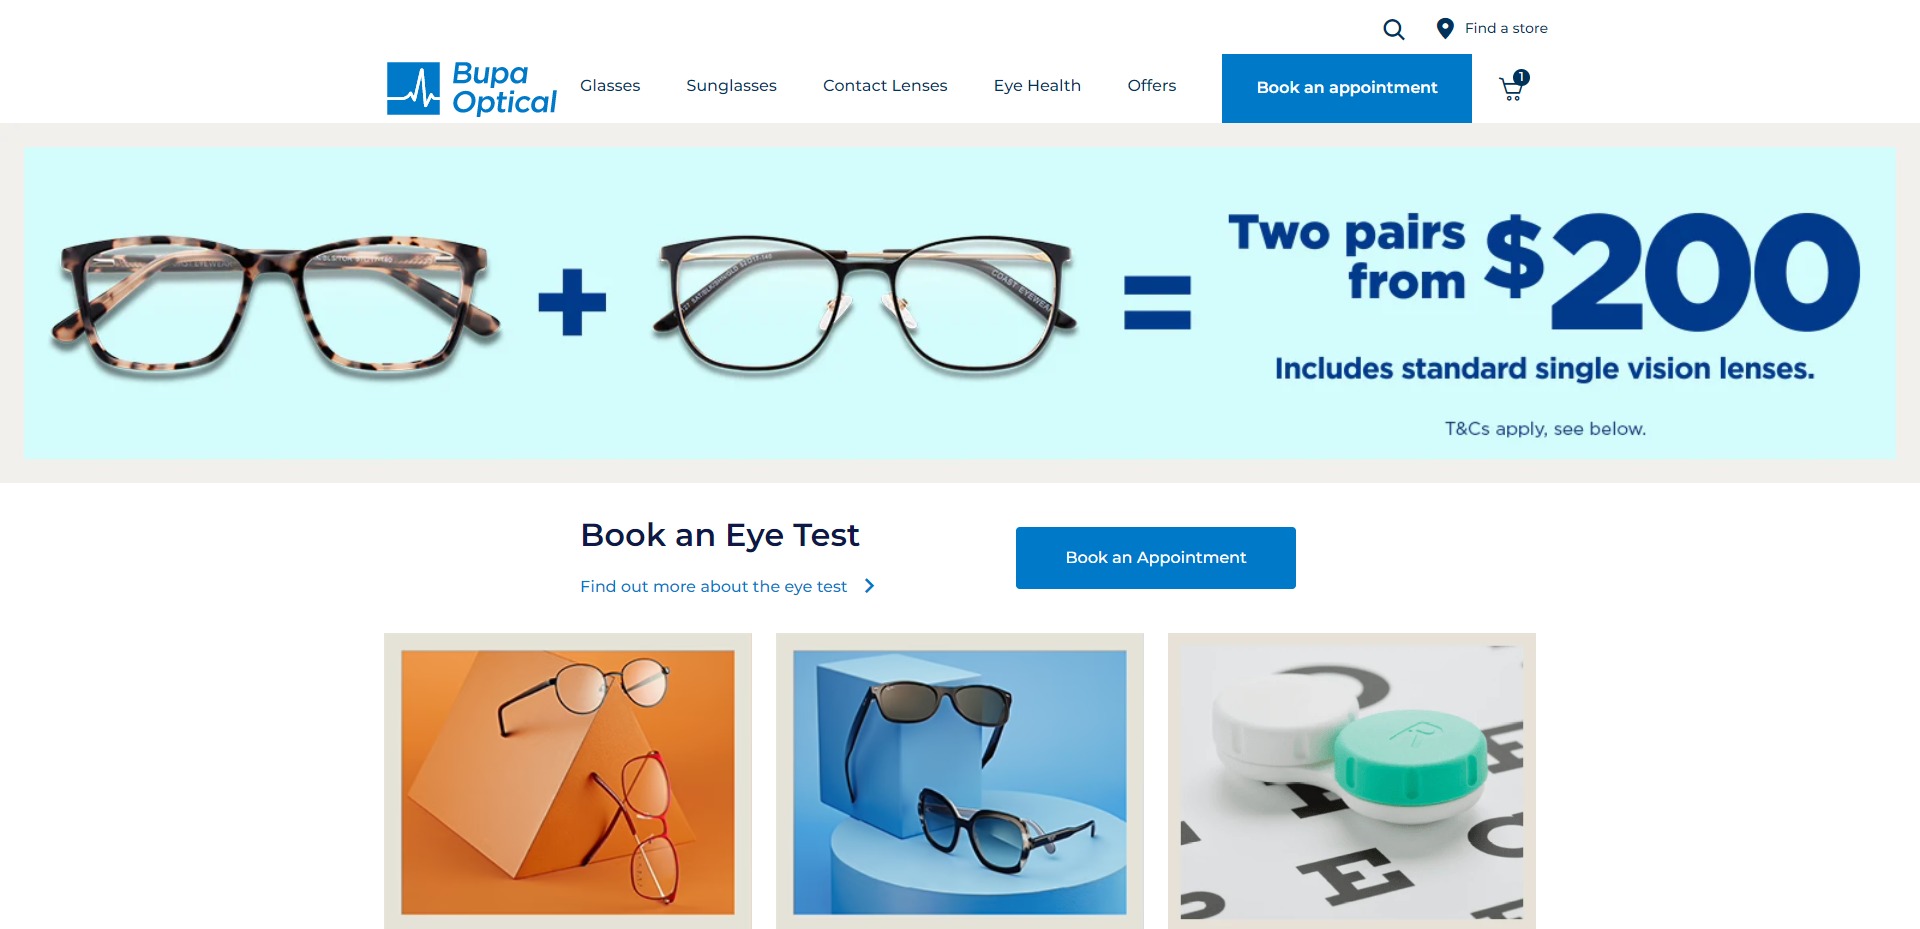 Find a store
Bupa
Optical
Glasses
Sunglasses
Contact Lenses
Eye Health
Offers
Book an appointment
1
Two pairs
from $200
Includes standard single vision lenses.
T&Cs apply, see below.
Book an Eye Test
Find out more about the eye test
Book an Appointment
R
E